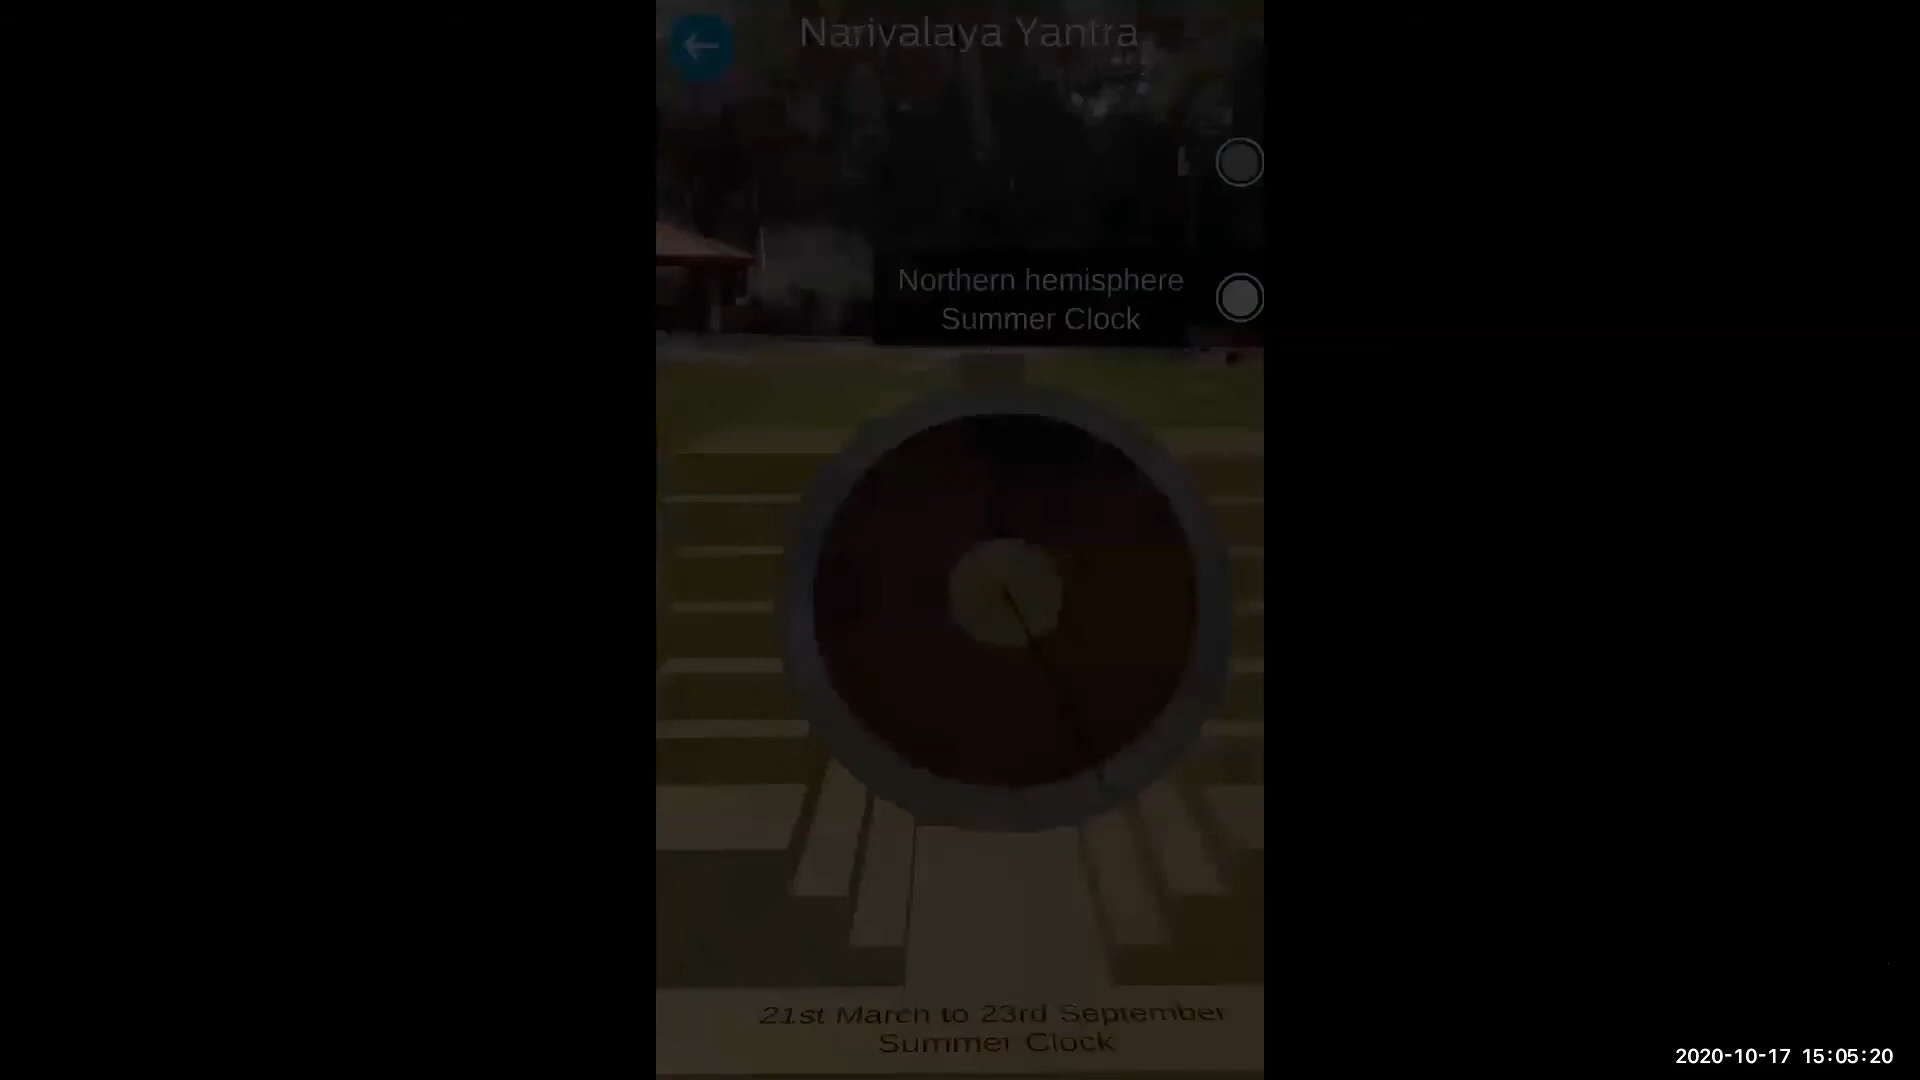 Narivalaya Yantra
Northern hemisphere
Summer Clock
21st March to 23rd September
Summer Clock
2020-10-17 15:05:20